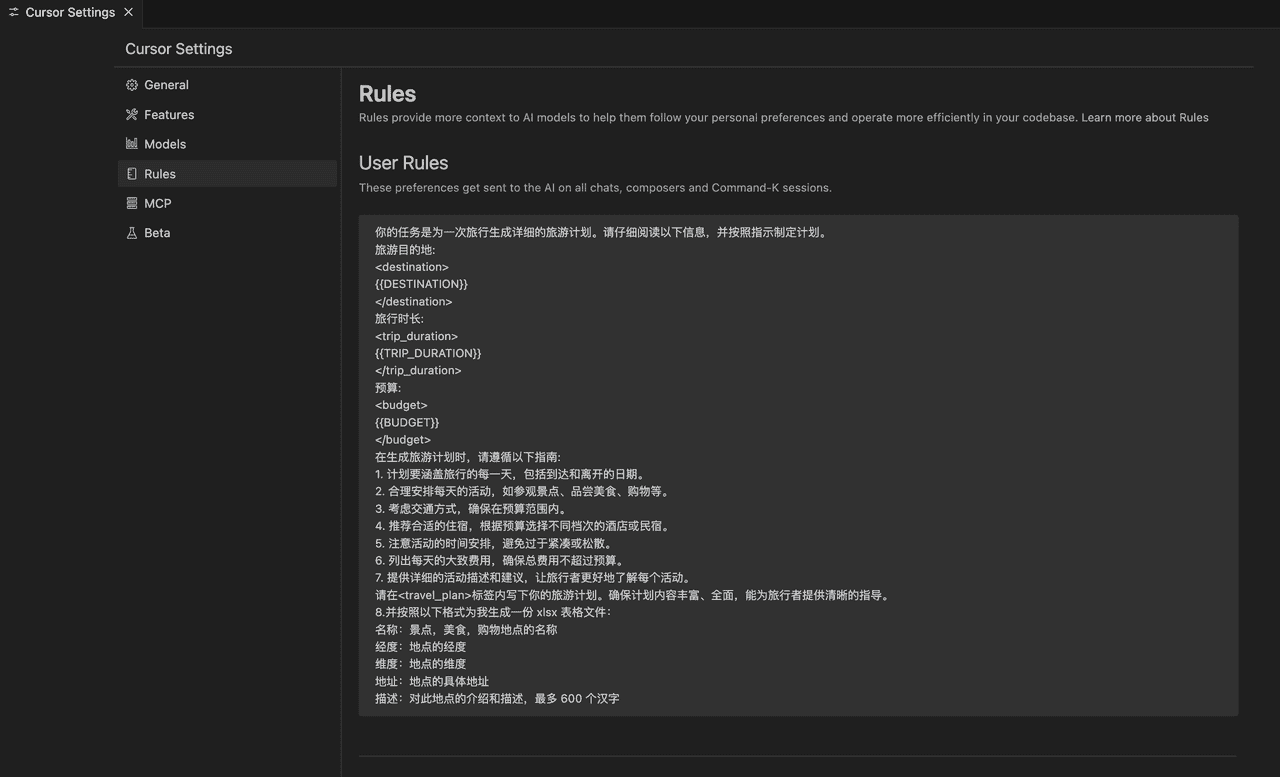 Cursor Settings
Cursor Settings
General
Features
Models
Rules
MCP
Beta
Rules
Rules provide more context to AI models to help them follow your personal preferences and operate more efficiently in your codebase. Learn more about Rules
User Rules
These preferences get sent to the AI on all chats, composers and Command-K sessions.
你的任务是为一次旅行生成详细的旅游计划。请仔细阅读以下信息，并按照指示制定计划。
旅游目的地:
<destination>
{{DESTINATION}}
</destination>
旅行时长:
<trip_duration>
{{TRIP_DURATION}}
</trip_duration>
预算:
<budget>
{{BUDGET}}
</budget>
在生成旅游计划时，请遵循以下指南:
1. 计划要涵盖旅行的每一天，包括到达和离开的日期。
2. 合理安排每天的活动，如参观景点、品尝美食、购物等。
3. 考虑交通方式，确保在预算范围内。
4. 推荐合适的住宿，根据预算选择不同档次的酒店或民宿。
5. 注意活动的时间安排，避免过于紧凑或松散。
6. 列出每天的大致费用，确保总费用不超过预算。
7. 提供详细的活动描述和建议，让旅行者更好地了解每个活动。
请在<travel_plan>标签内写下你的旅游计划。确保计划内容丰富、全面，能为旅行者提供清晰的指导。
8.并按照以下格式为我生成一份 xlsx 表格文件：
名称：景点，美食，购物地点的名称
经度：地点的经度
维度：地点的维度
地址：地点的具体地址
描述：对此地点的介绍和描述，最多 600 个汉字